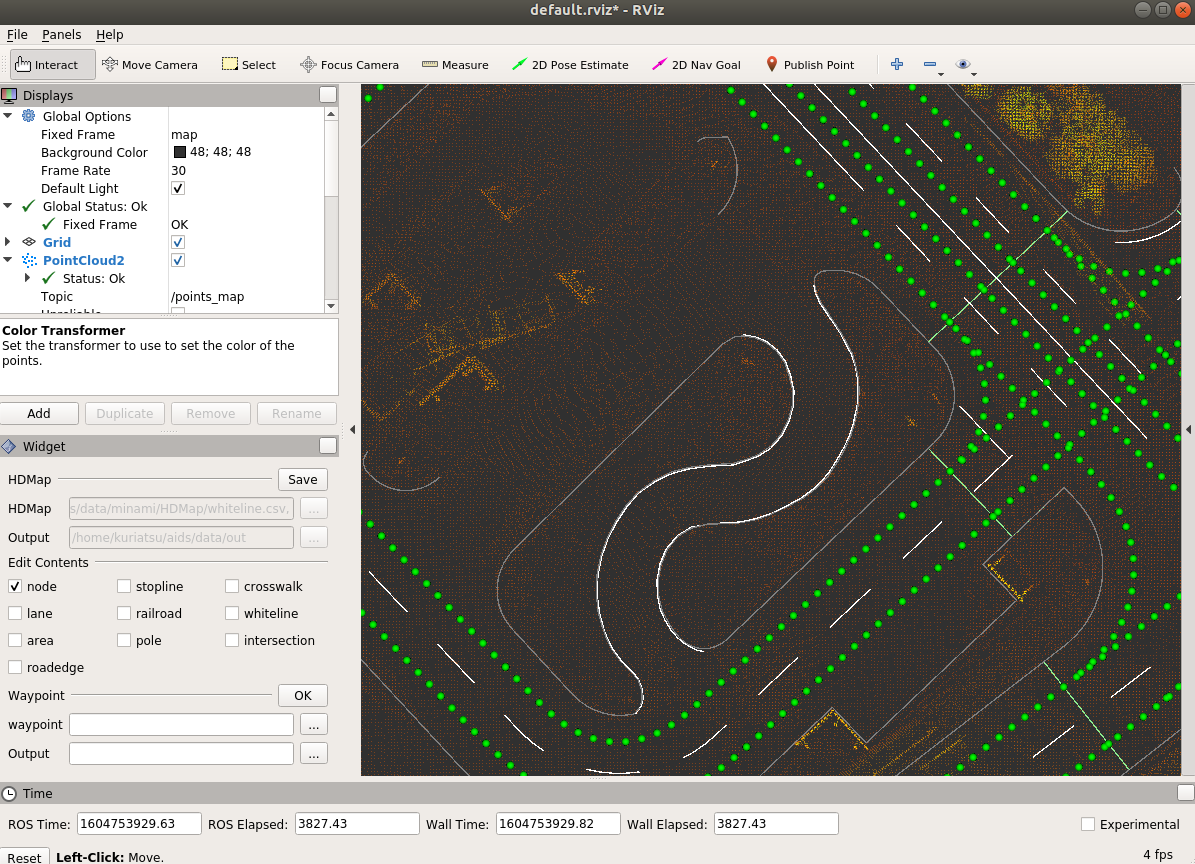 default.rviz* - RViz
File Panels Help
Interact Move Camera Select Focus Camera Measure 2D Pose Estimate 2D Nav Goal Publish Point
Displays
Global Options
Fixed Frame map
Background Color 48; 48; 48
Frame Rate 30
Default Light
Global Status: Ok
Fixed Frame OK
Grid
PointCloud2
Status: Ok
Topic /points_map
Color Transformer
Set the transformer to use to set the color of the
points.
Add Duplicate Remove Rename
Widget
HDMap Save
HDMap s/data/minami/HDMap/whiteline.csv, ...
Output /home/kuriatsu/aids/data/out ...
Edit Contents
node stopline crosswalk
lane railroad whiteline
area pole intersection
roadedge
Waypoint OK
waypoint ...
Output ...
Time
ROS Time: 1604753929.63 ROS Elapsed: 3827.43 Wall Time: 1604753929.82 Wall Elapsed: 3827.43 Experimental
Reset Left-Click: Move. 4 fps